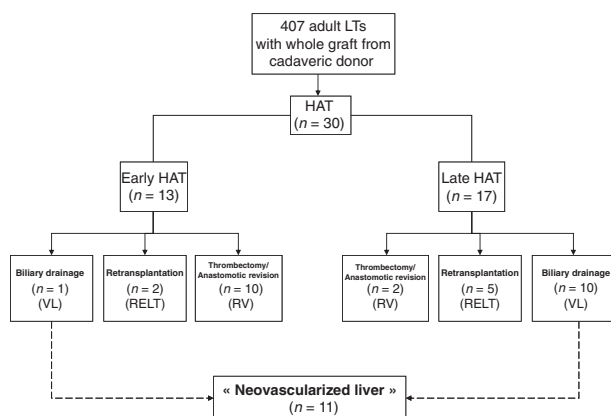 407 adult LTs
with whole graft from
cadaveric donor
HAT
(n = 30)
Early HAT
(n = 13)
Late HAT
(n = 17)
Biliary drainage
(n = 1)
(VL)
Retransplantation
(n = 2)
(RELT)
Thrombectomy/
Anastomotic revision
(n = 10)
(RV)
Thrombectomy/
Anastomotic revision
(n = 2)
(RV)
Retransplantation
(n = 5)
(RELT)
Biliary drainage
(n = 10)
(VL)
« Neovascularized liver »
(n = 11)